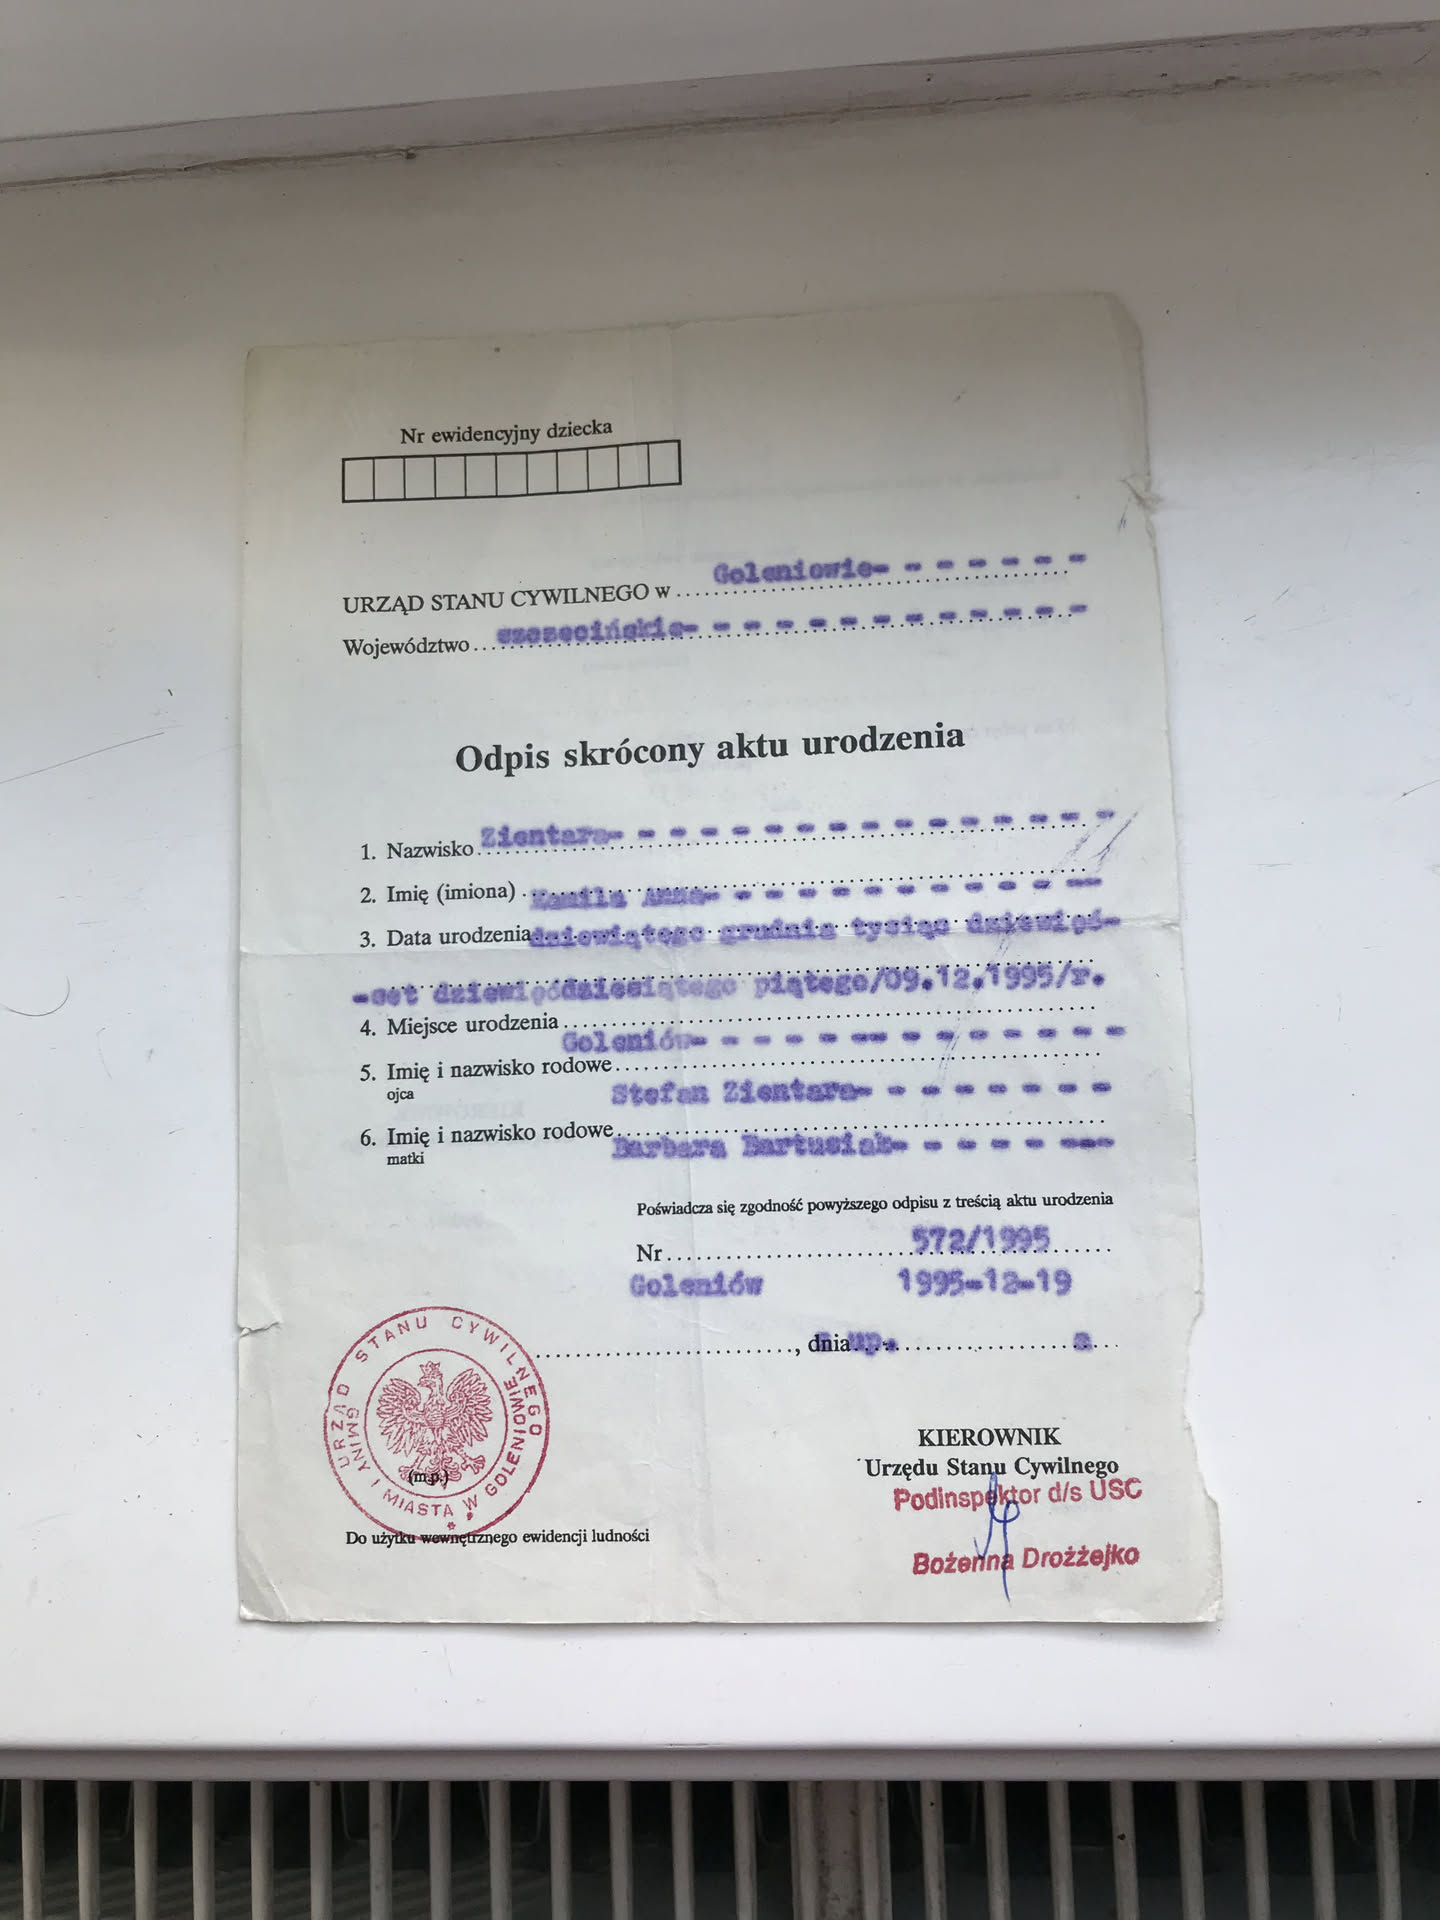 Nr ewidencyjny dziecka
URZĄD STANU CYWILNEGO w Goleniowie- - - - - - -
Województwo szczecińskie- - - - - - - - - - - - -
Odpis skrócony aktu urodzenia
1. Nazwisko Zientara- - - - - - - - - - - - - - - -
2. Imię (imiona) Kamila Anna- - - - - - - - - - - --
3. Data urodzenia dziewiątego grudnia tysiąc dziewięć-
-set dziewięćdziesiątego piątego/09.12.1995/r.
4. Miejsce urodzenia
Goleniów- - - - - -- - - - - - -
5. Imię i nazwisko rodowe
ojca Stefan Zientara- - - - - - - -
6. Imię i nazwisko rodowe
matki Barbara Bartusiak- - - - - ---
Poświadcza się zgodność powyższego odpisu z treścią aktu urodzenia
Nr 572/1995
Goleniów 1995-12-19
, dnia
URZĄD STANU CYWILNEGO
GMINY I MIASTA W GOLENIOWIE
(m.p.)
KIEROWNIK
Urzędu Stanu Cywilnego
Podinspektor d/s USC
Do użytku wewnętrznego ewidencji ludności
Bożenna Drożżejko